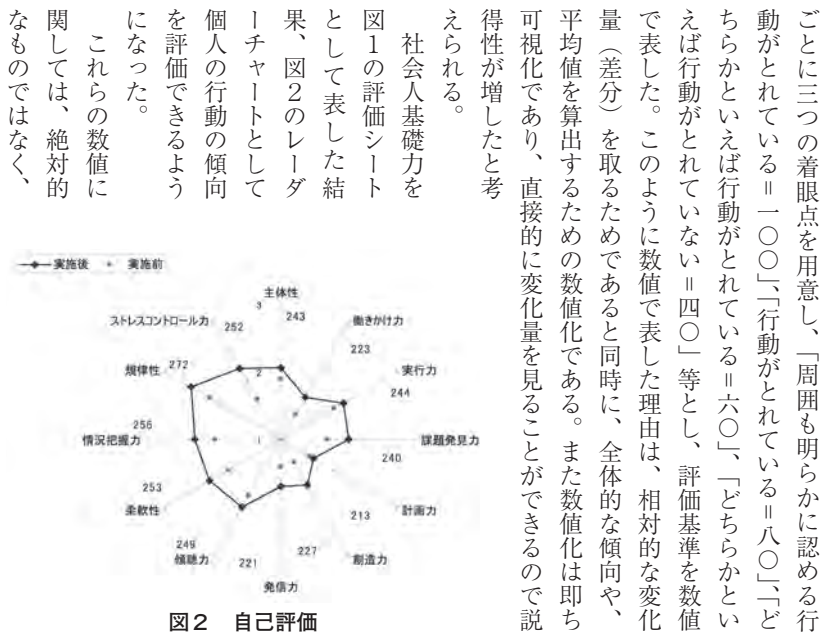 ごとに三つの着眼点を用意し、「周囲も明らかに認める行
動がとれている＝一〇〇」、「行動がとれている＝八〇」、「ど
ちらかといえば行動がとれている＝六〇」、「どちらかとい
えば行動がとれていない＝四〇」等とし、評価基準を数値
で表した。このように数値で表した理由は、相対的な変化
量（差分）を取るためであると同時に、全体的な傾向や、
平均値を算出するための数値化である。また数値化は即ち
可視化であり、直接的に変化量を見ることができるので説
得性が増したと考
えられる。
社会人基礎力を
図１の評価シート
として表した結
果、図２のレーダ
ーチャートとして
個人の行動の傾向
を評価できるよう
になった。
これらの数値に
関しては、絶対的
なものではなく、
実施後 実施前
主体性
3
243
働きかけ力
223
実行力
244
課題発見力
240
計画力
213
創造力
227
発信力
221
傾聴力
249
柔軟性
253
情況把握力
256
規律性
272
ストレスコントロール力
252
2
1
図２　自己評価